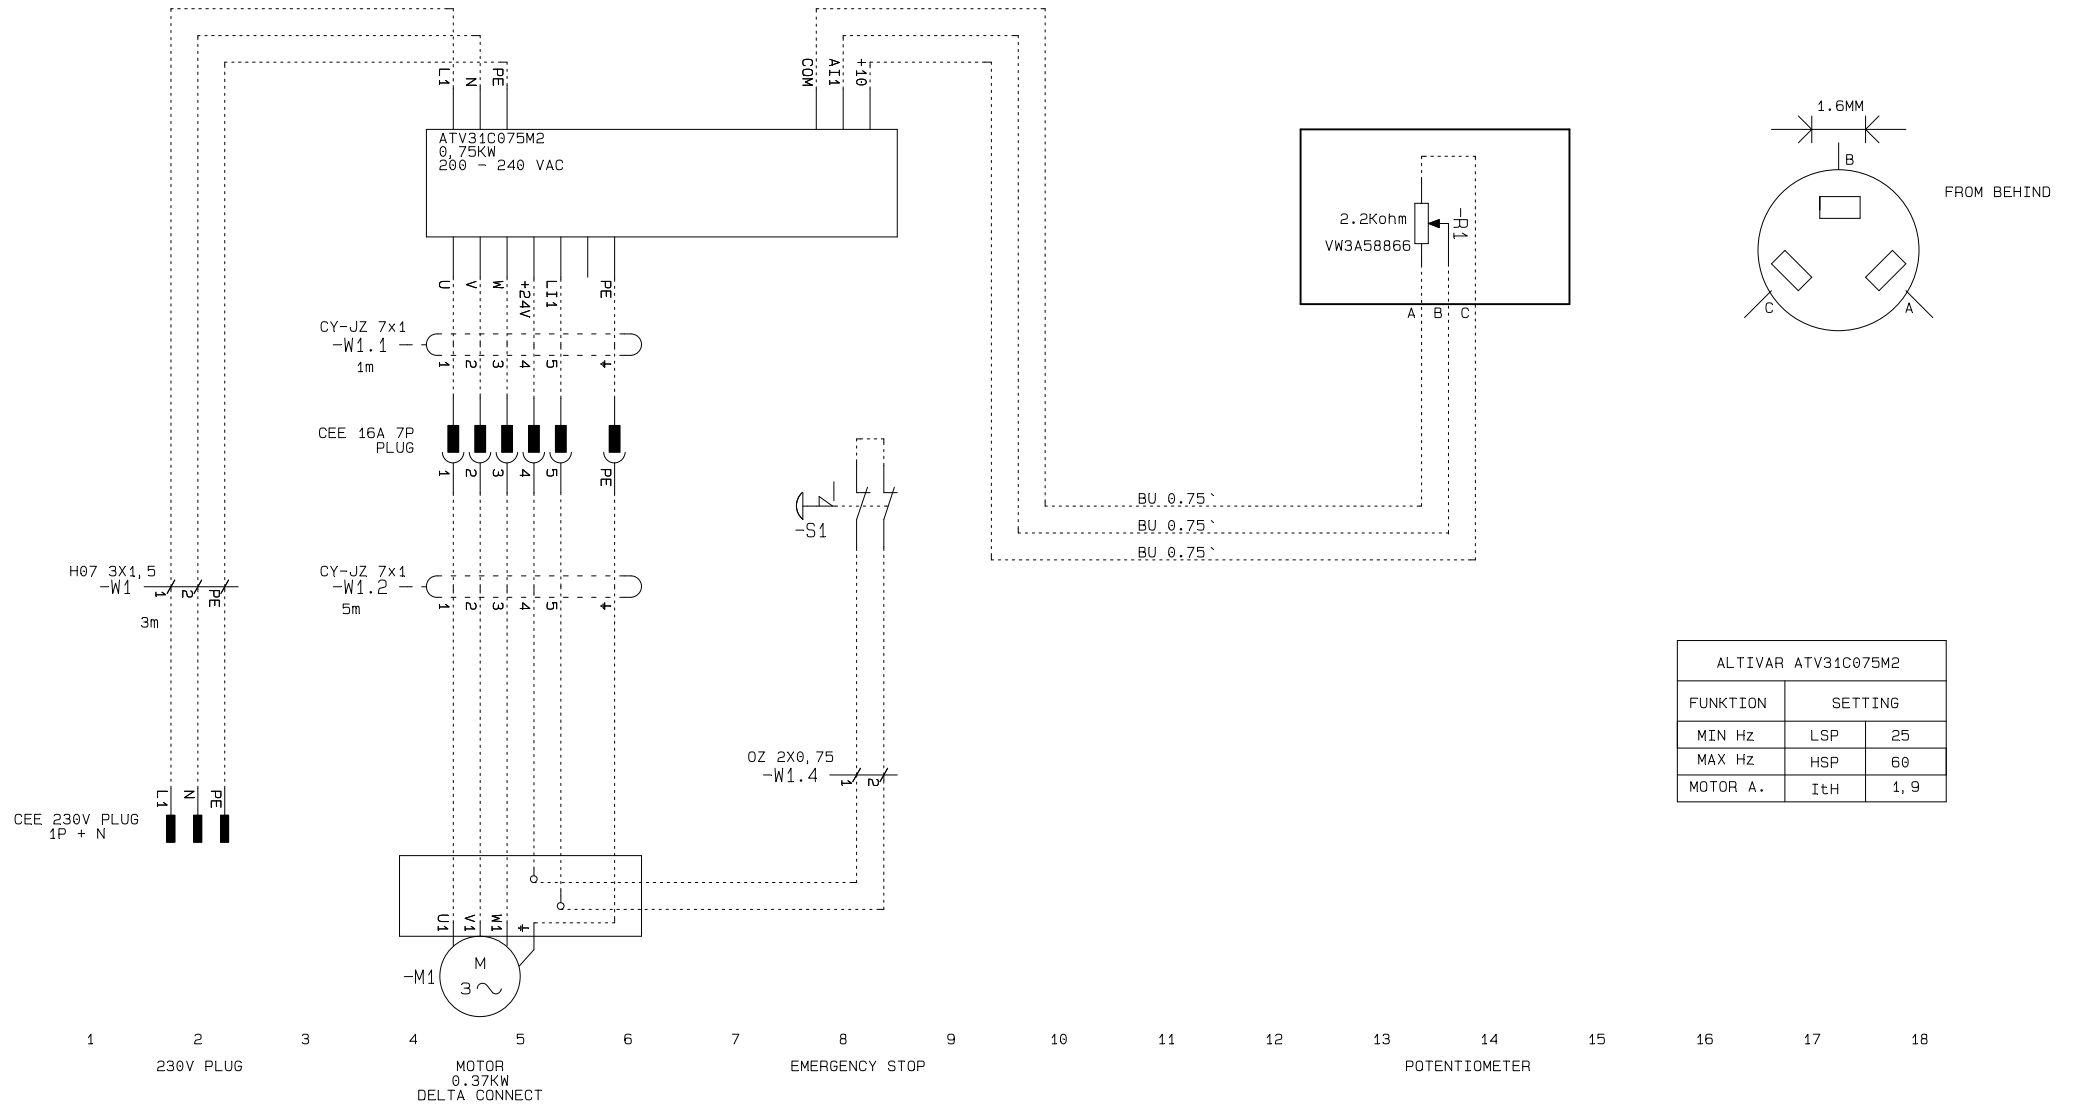 L1
N
PE
COM
AI1
+10
ATV31C075M2
0,75KW
200 - 240 VAC
1.6MM
B
FROM BEHIND
C
A
2.2Kohm
-R1
VW3A58866
A
B
C
U
V
W
+24V
LI1
PE
CY-JZ 7x1
-W1.1
1m
1
2
3
4
5
CEE 16A 7P
PLUG
1
2
3
4
5
PE
-S1
BU 0.75`
BU 0.75`
BU 0.75`
H07 3X1,5
-W1
1
2
PE
3m
CY-JZ 7x1
-W1.2
5m
1
2
3
4
5
ALTIVAR ATV31C075M2
FUNKTION
SETTING
MIN Hz
LSP
25
MAX Hz
HSP
60
MOTOR A.
ItH
1,9
OZ 2X0,75
-W1.4
1
2
L1
N
PE
CEE 230V PLUG
1P + N
U1
V1
W1
-M1
M
3
1
2
3
4
5
6
7
8
9
10
11
12
13
14
15
16
17
18
230V PLUG
MOTOR
0.37KW
DELTA CONNECT
EMERGENCY STOP
POTENTIOMETER